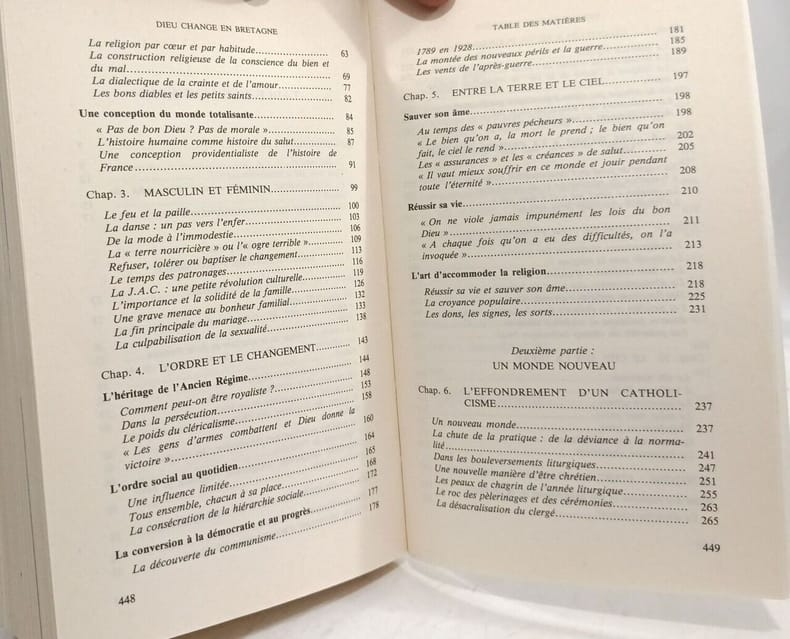 DIEU CHANGE EN BRETAGNE
La religion par cœur et par habitude.................... 63
La construction religieuse de la conscience du bien et
du mal.................... 69
La dialectique de la crainte et de l'amour.................... 77
Les bons diables et les petits saints.................... 82
Une conception du monde totalisante.................... 84
« Pas de bon Dieu ? Pas de morale ».................... 85
L'histoire humaine comme histoire du salut.................... 87
Une conception providentialiste de l'histoire de
France.................... 91
Chap. 3. MASCULIN ET FÉMININ.................... 99
Le feu et la paille.................... 100
La danse : un pas vers l'enfer.................... 103
De la mode à l'immodestie.................... 106
La « terre nourricière » ou l'« ogre terrible ».................... 109
Refuser, tolérer ou baptiser le changement.................... 113
Le temps des patronages.................... 116
La J.A.C. : une petite révolution culturelle.................... 119
L'importance et la solidité de la famille.................... 126
Une grave menace au bonheur familial.................... 132
La fin principale du mariage.................... 133
La culpabilisation de la sexualité.................... 138
Chap. 4. L'ORDRE ET LE CHANGEMENT.................... 143
L'héritage de l'Ancien Régime.................... 144
Comment peut-on être royaliste ?.................... 148
Dans la persécution.................... 153
Le poids du cléricalisme.................... 158
« Les gens d'armes combattent et Dieu donne la
victoire ».................... 160
L'ordre social au quotidien.................... 164
Une influence limitée.................... 165
Tous ensemble, chacun à sa place.................... 168
La consécration de la hiérarchie sociale.................... 172
La conversion à la démocratie et au progrès.................... 177
La découverte du communisme.................... 178
448
TABLE DES MATIÈRES
1789 en 1928.................... 181
La montée des nouveaux périls et la guerre.................... 185
Les vents de l'après-guerre.................... 189
Chap. 5. ENTRE LA TERRE ET LE CIEL.................... 197
Sauver son âme.................... 198
Au temps des « pauvres pécheurs ».................... 198
« Le bien qu'on a, la mort le prend ; le bien qu'on
fait, le ciel le rend ».................... 202
Les « assurances » et les « créances » de salut.................... 205
« Il vaut mieux souffrir en ce monde et jouir pendant
toute l'éternité ».................... 208
Réussir sa vie.................... 210
« On ne viole jamais impunément les lois du bon
Dieu ».................... 211
« A chaque fois qu'on a eu des difficultés, on l'a
invoquée ».................... 213
L'art d'accommoder la religion.................... 218
Réussir sa vie et sauver son âme.................... 218
La croyance populaire.................... 225
Les dons, les signes, les sorts.................... 231
Deuxième partie :
UN MONDE NOUVEAU
Chap. 6. L'EFFONDREMENT D'UN CATHOLI-
CISME.................... 237
Un nouveau monde.................... 237
La chute de la pratique : de la déviance à la norma-
lité.................... 241
Dans les bouleversements liturgiques.................... 247
Une nouvelle manière d'être chrétien.................... 251
Les peaux de chagrin de l'année liturgique.................... 255
Le roc des pèlerinages et des cérémonies.................... 263
La désacralisation du clergé.................... 265
449